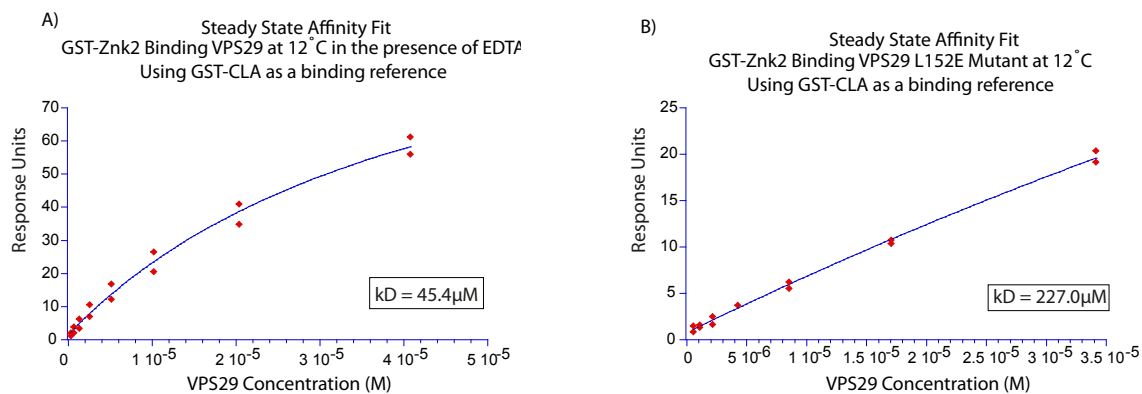 A)
Steady State Affinity Fit
GST-Znk2 Binding VPS29 at 12˚C in the presence of EDTA
Using GST-CLA as a binding reference
70
60
50
40
30
20
10
0
Response Units
kD = 45.4µM
0 1 10-5 2 10-5 3 10-5 4 10-5 5 10-5
VPS29 Concentration (M)
B)
Steady State Affinity Fit
GST-Znk2 Binding VPS29 L152E Mutant at 12˚C
Using GST-CLA as a binding reference
25
20
15
10
5
0
Response Units
kD = 227.0µM
0 5 10-6 1 10-5 1.5 10-5 2 10-5 2.5 10-5 3 10-5 3.5 10-5
VPS29 Concentration (M)